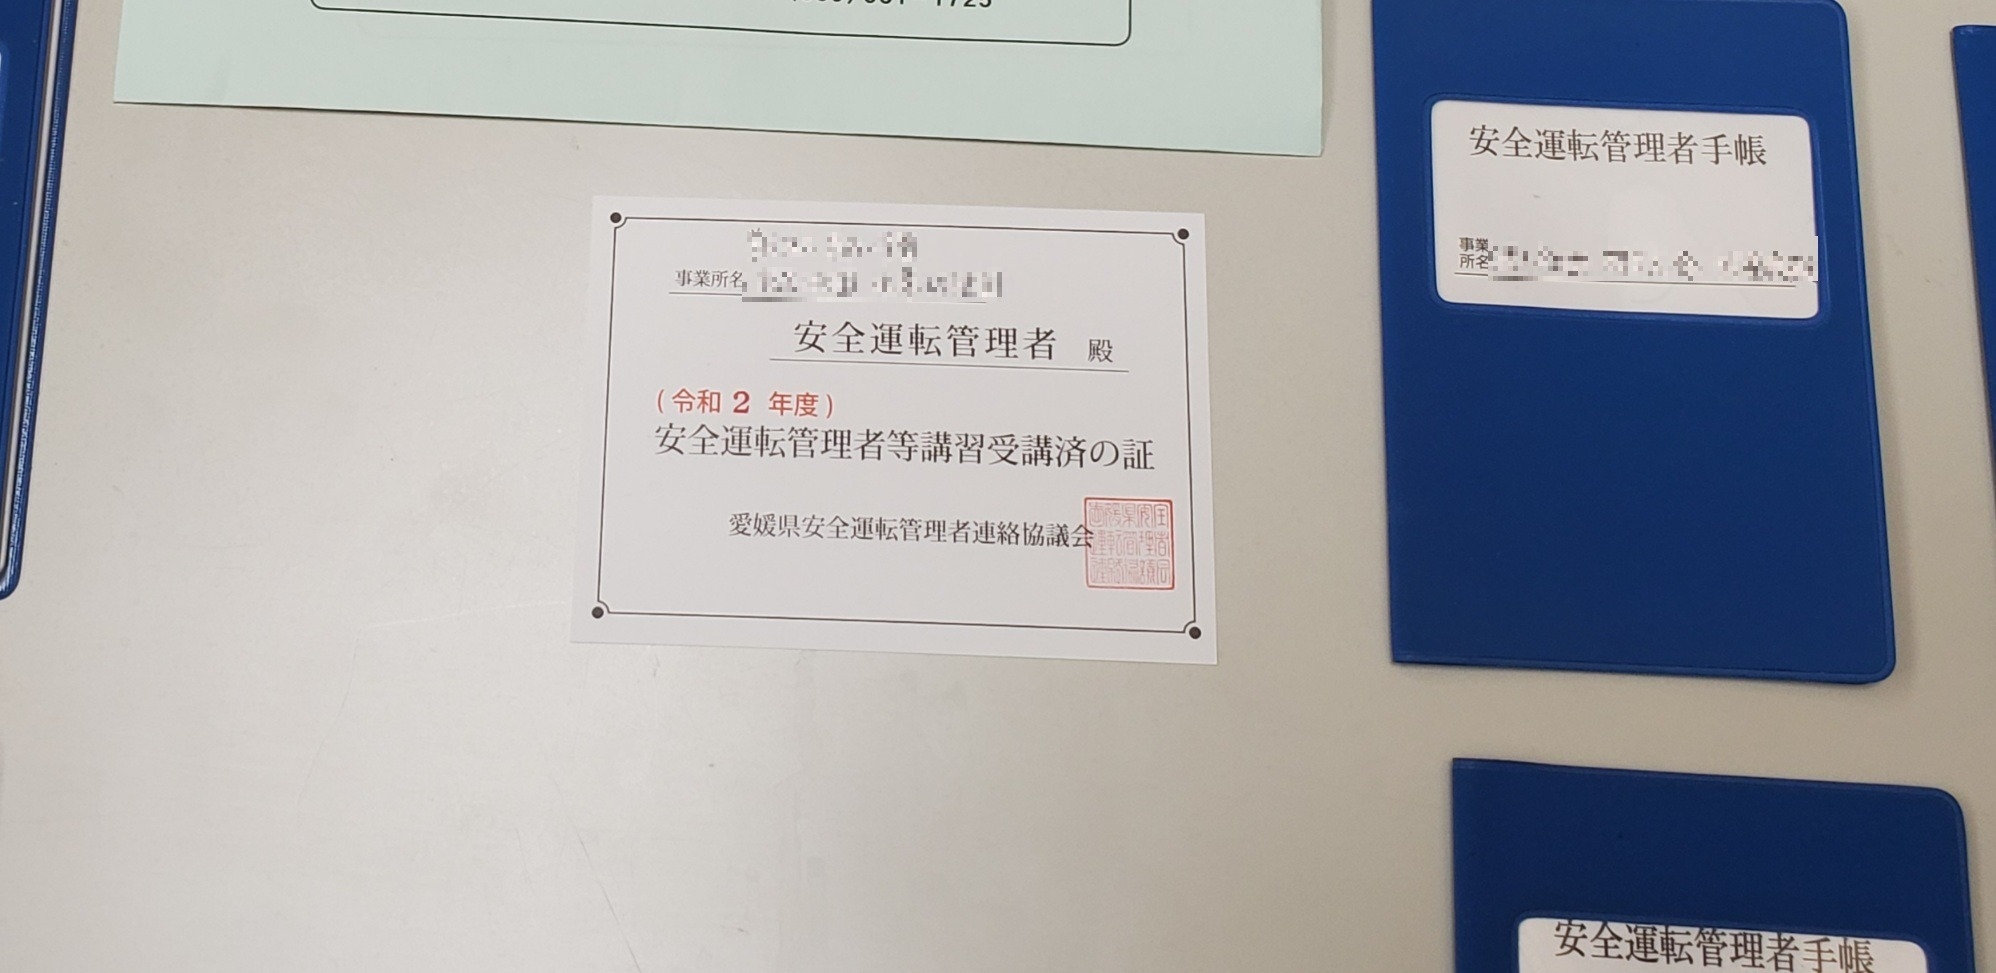 安全運転管理者手帳
事業
所名
事業所名
安全運転管理者 殿
(令和 2 年度)
安全運転管理者等講習受講済の証
愛媛県安全運転管理者連絡協議会
安全運転管理者手帳